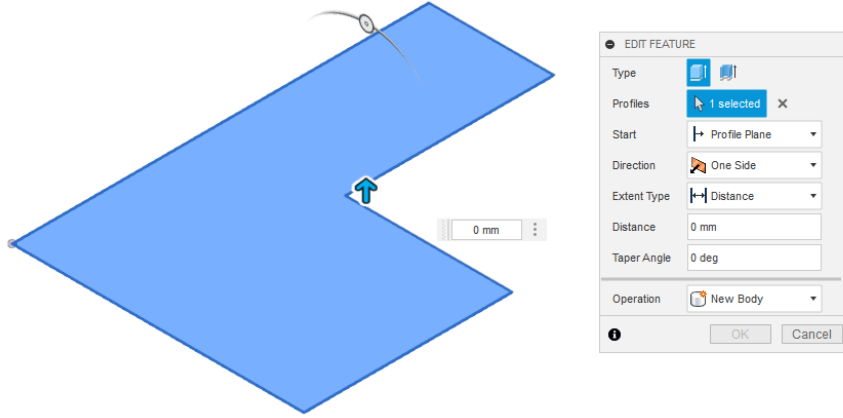 EDIT FEATURE
Type
Profiles 1 selected
Start Profile Plane
Direction One Side
Extent Type Distance
Distance 0 mm
0 mm
Taper Angle 0 deg
Operation New Body
OK Cancel